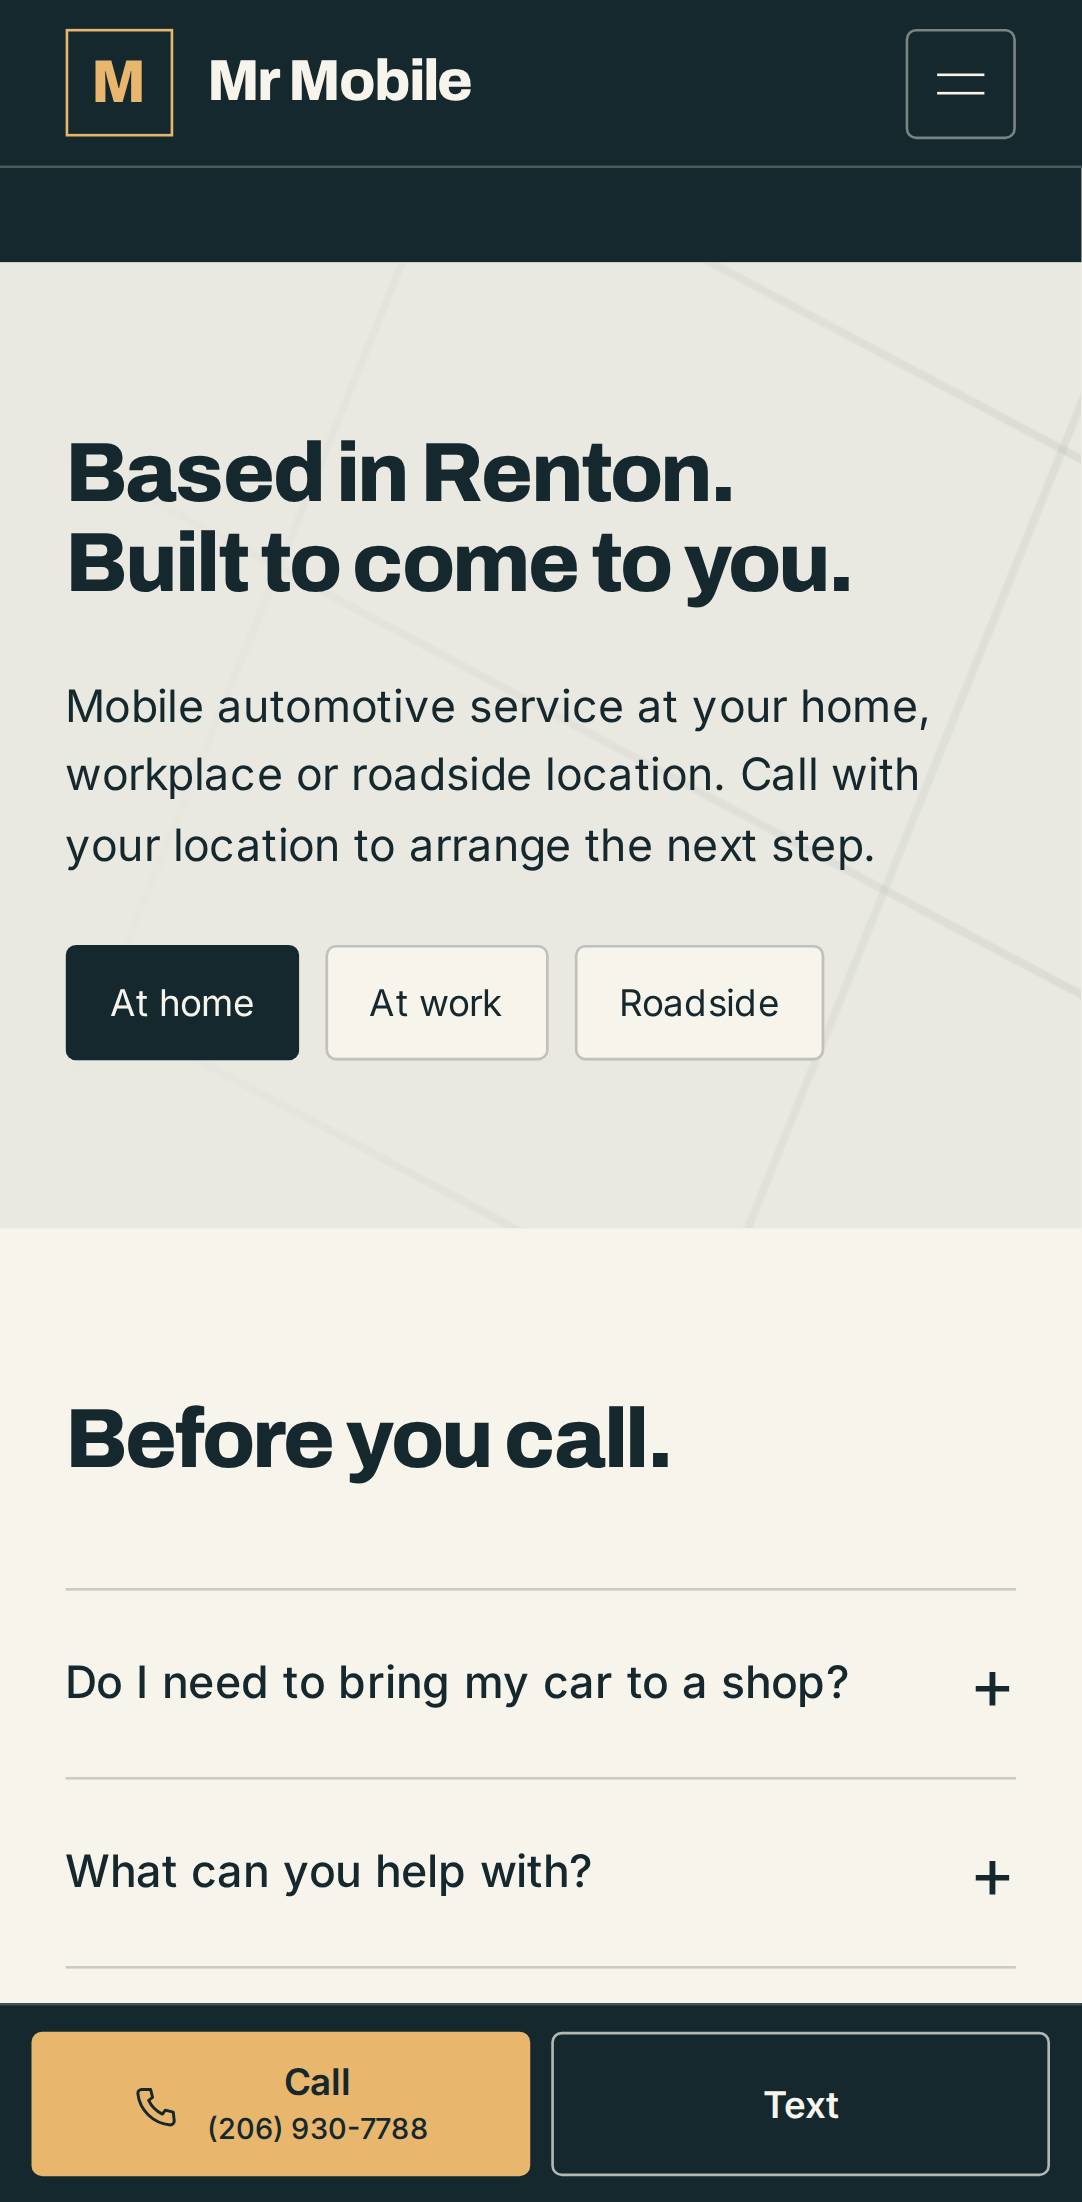 M
Mr Mobile
Based in Renton.
Built to come to you.
Mobile automotive service at your home,
workplace or roadside location. Call with
your location to arrange the next step.
At home
At work
Roadside
Before you call.
Do I need to bring my car to a shop?
What can you help with?
Call
(206) 930-7788
Text